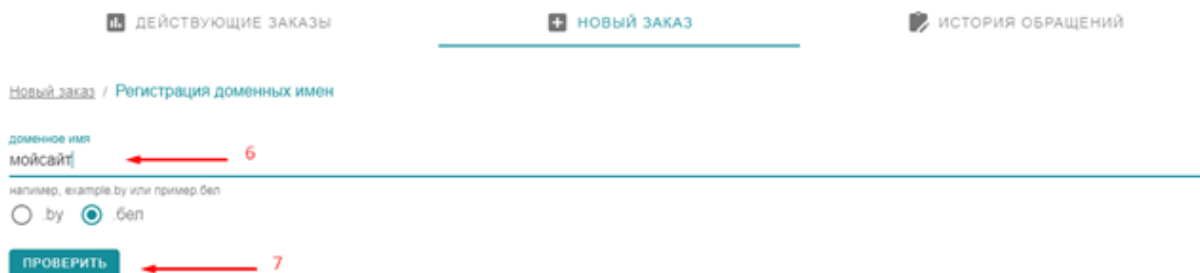 ДЕЙСТВУЮЩИЕ ЗАКАЗЫ НОВЫЙ ЗАКАЗ ИСТОРИЯ ОБРАЩЕНИЙ
Новый заказ / Регистрация доменных имен
доменное имя
мойсайт 6
напимер, example.by или пример.бел
.by .бел
ПРОВЕРИТЬ 7